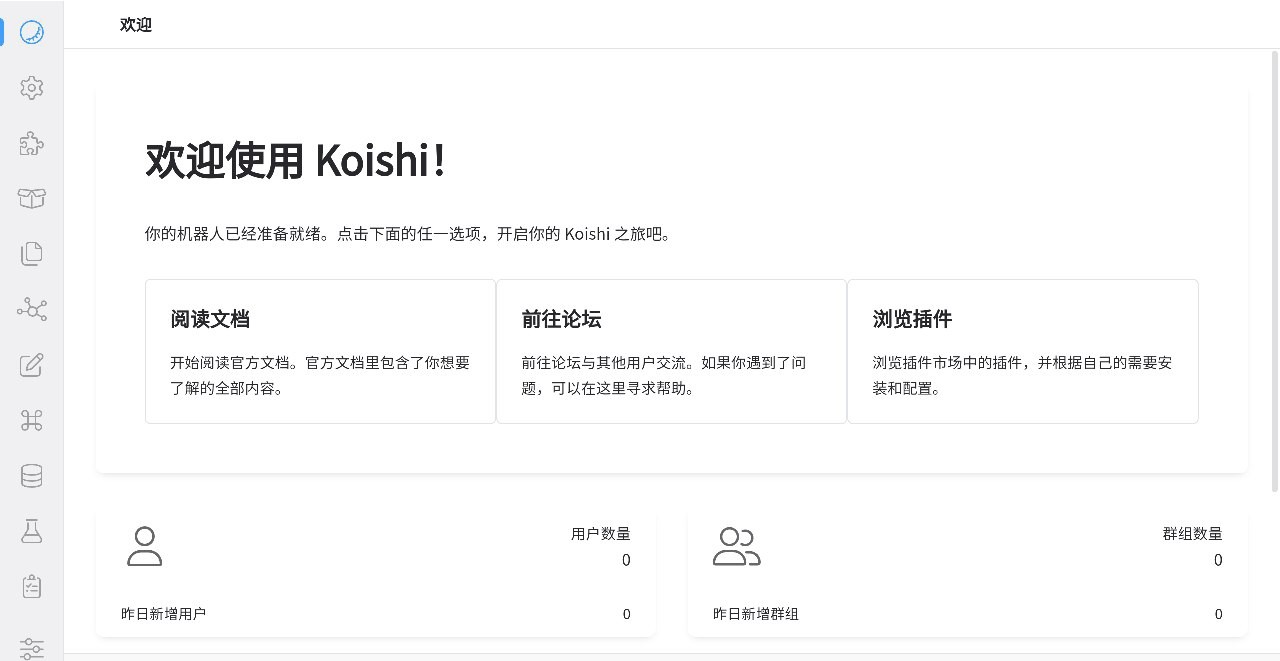 欢迎
欢迎使用 Koishi！
你的机器人已经准备就绪。点击下面的任一选项，开启你的 Koishi 之旅吧。
阅读文档
开始阅读官方文档。官方文档里包含了你想要
了解的全部内容。
前往论坛
前往论坛与其他用户交流。如果你遇到了问
题，可以在这里寻求帮助。
浏览插件
浏览插件市场中的插件，并根据自己的需要安
装和配置。
用户数量
0
昨日新增用户 0
群组数量
0
昨日新增群组 0